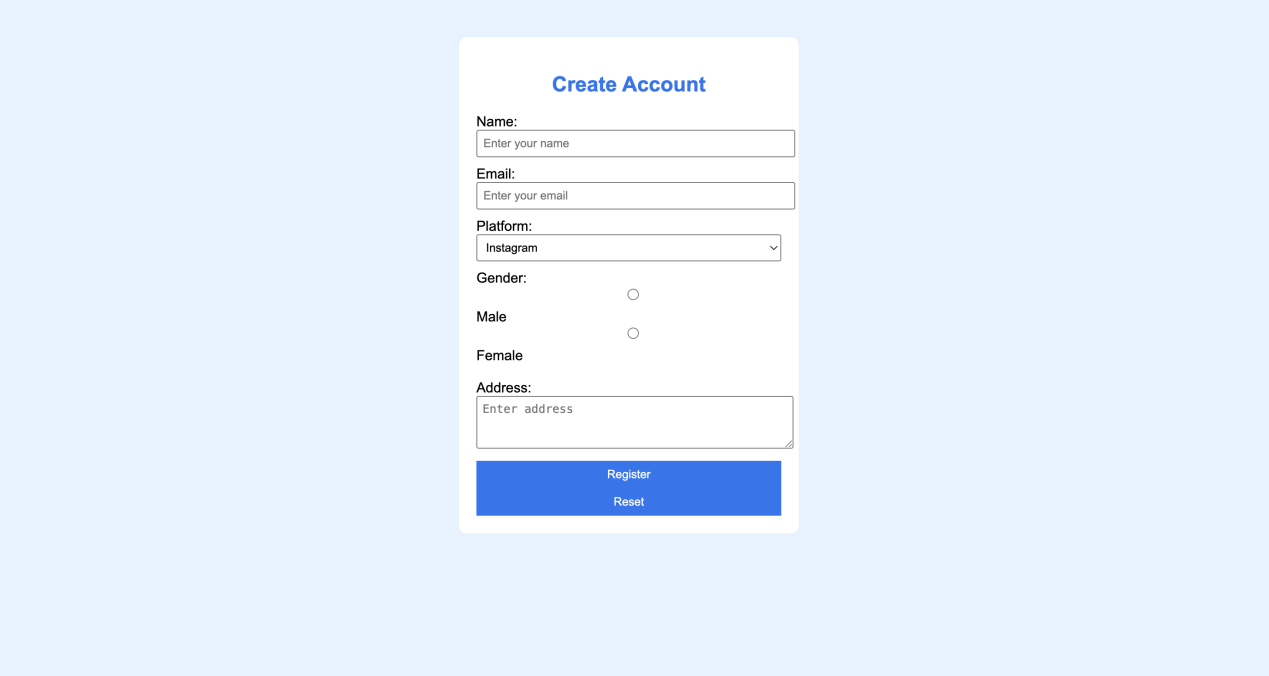 Create Account
Name:
Enter your name
Email:
Enter your email
Platform:
Instagram
Gender:
Male
Female
Address:
Enter address
Register
Reset